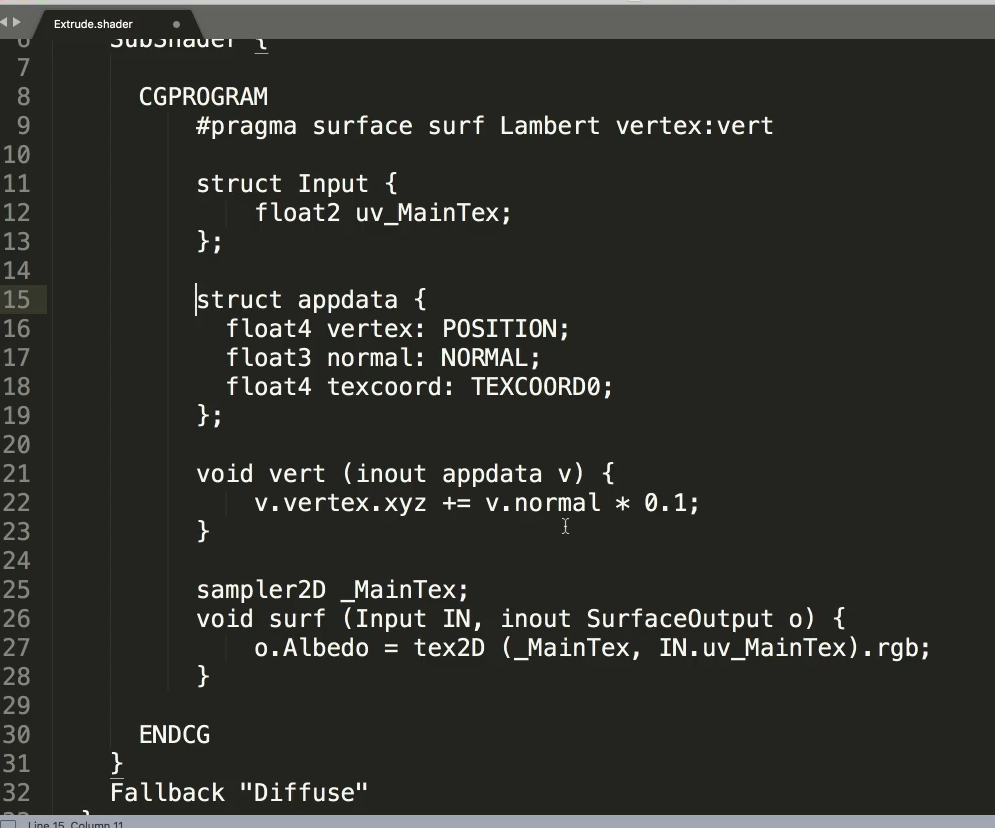 Extrude.shader
6 SubShader {
7
8 CGPROGRAM
9 #pragma surface surf Lambert vertex:vert
10
11 struct Input {
12 float2 uv_MainTex;
13 };
14
15 struct appdata {
16 float4 vertex: POSITION;
17 float3 normal: NORMAL;
18 float4 texcoord: TEXCOORD0;
19 };
20
21 void vert (inout appdata v) {
22 v.vertex.xyz += v.normal * 0.1;
23 }
24
25 sampler2D _MainTex;
26 void surf (Input IN, inout SurfaceOutput o) {
27 o.Albedo = tex2D (_MainTex, IN.uv_MainTex).rgb;
28 }
29
30 ENDCG
31 }
32 Fallback "Diffuse"
33 }
Line 15, Column 11